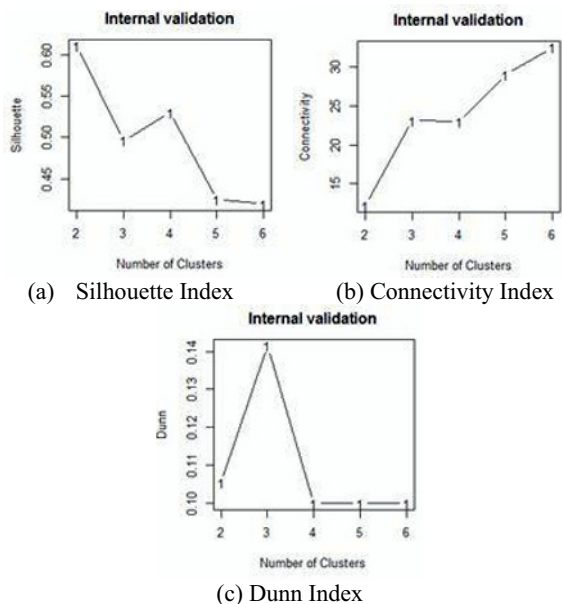 Internal validation
Silhouette
0.60
0.55
0.50
0.45
1
1
1
1
1
2 3 4 5 6
Number of Clusters
(a) Silhouette Index
Internal validation
Connectivity
30
25
20
15
1
1
1
1
1
2 3 4 5 6
Number of Clusters
(b) Connectivity Index
Internal validation
Dunn
0.14
0.13
0.12
0.11
0.10
1
1
1 1 1
2 3 4 5 6
Number of Clusters
(c) Dunn Index